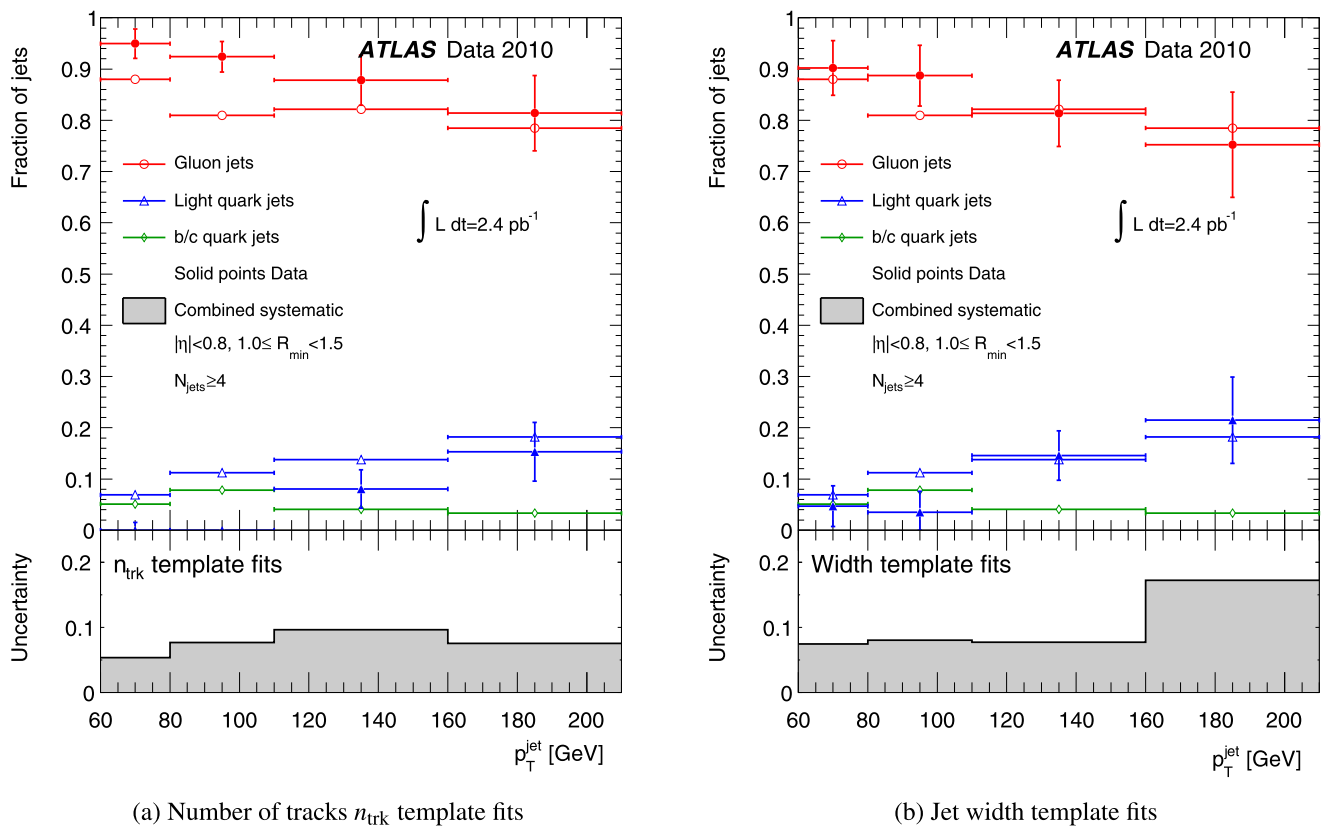 Fraction of jets
1
0.9
0.8
0.7
0.6
0.5
0.4
0.3
0.2
0.1
0
ATLAS Data 2010
Gluon jets
Light quark jets
∫ L dt=2.4 pb⁻¹
b/c quark jets
Solid points Data
Combined systematic
|η|<0.8, 1.0≤ R_min<1.5
N_jets≥4
Uncertainty
0.2
0.1
0
n_trk template fits
60 80 100 120 140 160 180 200
p_T^jet [GeV]
(a) Number of tracks n_trk template fits
Fraction of jets
1
0.9
0.8
0.7
0.6
0.5
0.4
0.3
0.2
0.1
0
ATLAS Data 2010
Gluon jets
Light quark jets
∫ L dt=2.4 pb⁻¹
b/c quark jets
Solid points Data
Combined systematic
|η|<0.8, 1.0≤ R_min<1.5
N_jets≥4
Uncertainty
0.2
0.1
0
Width template fits
60 80 100 120 140 160 180 200
p_T^jet [GeV]
(b) Jet width template fits